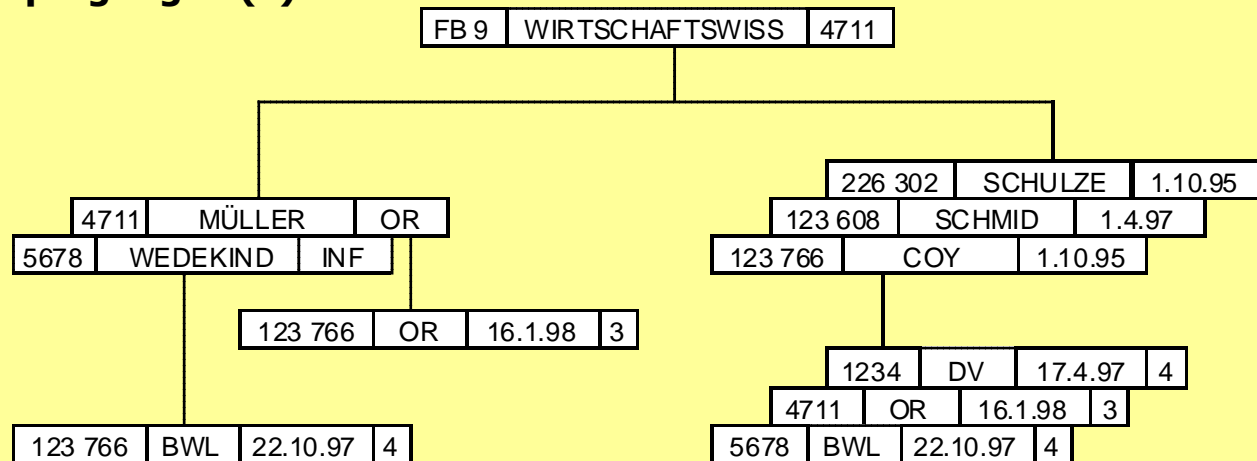 FB 9 WIRTSCHAFTSWISS 4711
226 302 SCHULZE 1.10.95
4711 MÜLLER OR
123 608 SCHMID 1.4.97
5678 WEDEKIND INF
123 766 COY 1.10.95
123 766 OR 16.1.98 3
1234 DV 17.4.97 4
4711 OR 16.1.98 3
123 766 BWL 22.10.97 4
5678 BWL 22.10.97 4